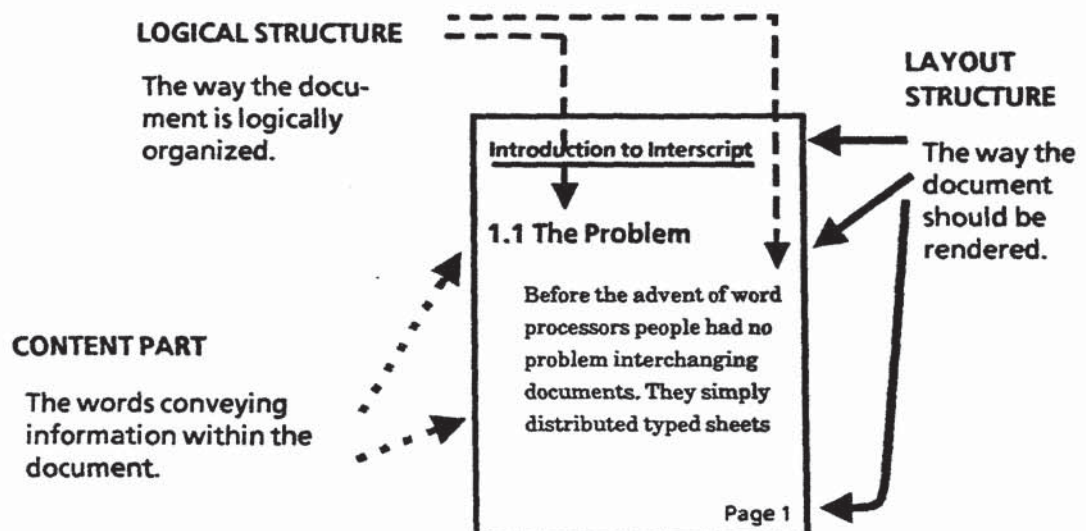 LOGICAL STRUCTURE
The way the docu-
ment is logically
organized.
LAYOUT
STRUCTURE
The way the
document
should be
rendered.
CONTENT PART
The words conveying
information within the
document.
Introduction to Interscript
1.1 The Problem
Before the advent of word
processors people had no
problem interchanging
documents. They simply
distributed typed sheets
Page 1